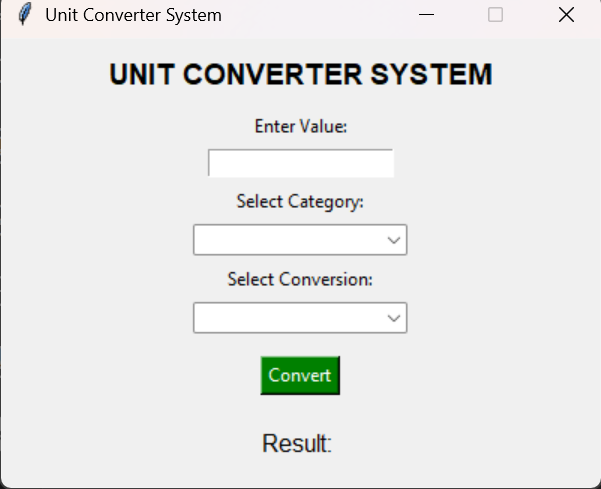 Unit Converter System
UNIT CONVERTER SYSTEM
Enter Value:
Select Category:
Select Conversion:
Convert
Result: